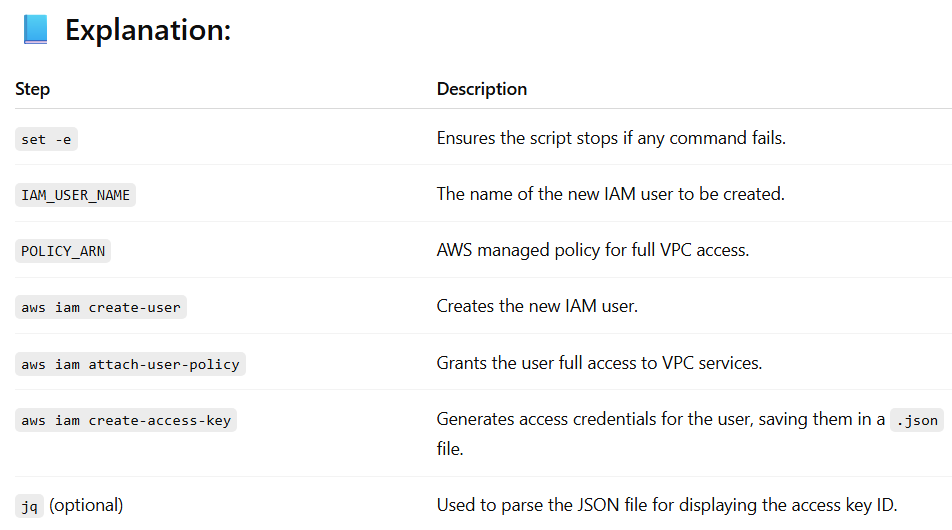 Explanation:
Step Description
set -e Ensures the script stops if any command fails.
IAM_USER_NAME The name of the new IAM user to be created.
POLICY_ARN AWS managed policy for full VPC access.
aws iam create-user Creates the new IAM user.
aws iam attach-user-policy Grants the user full access to VPC services.
aws iam create-access-key Generates access credentials for the user, saving them in a .json
file.
jq (optional) Used to parse the JSON file for displaying the access key ID.